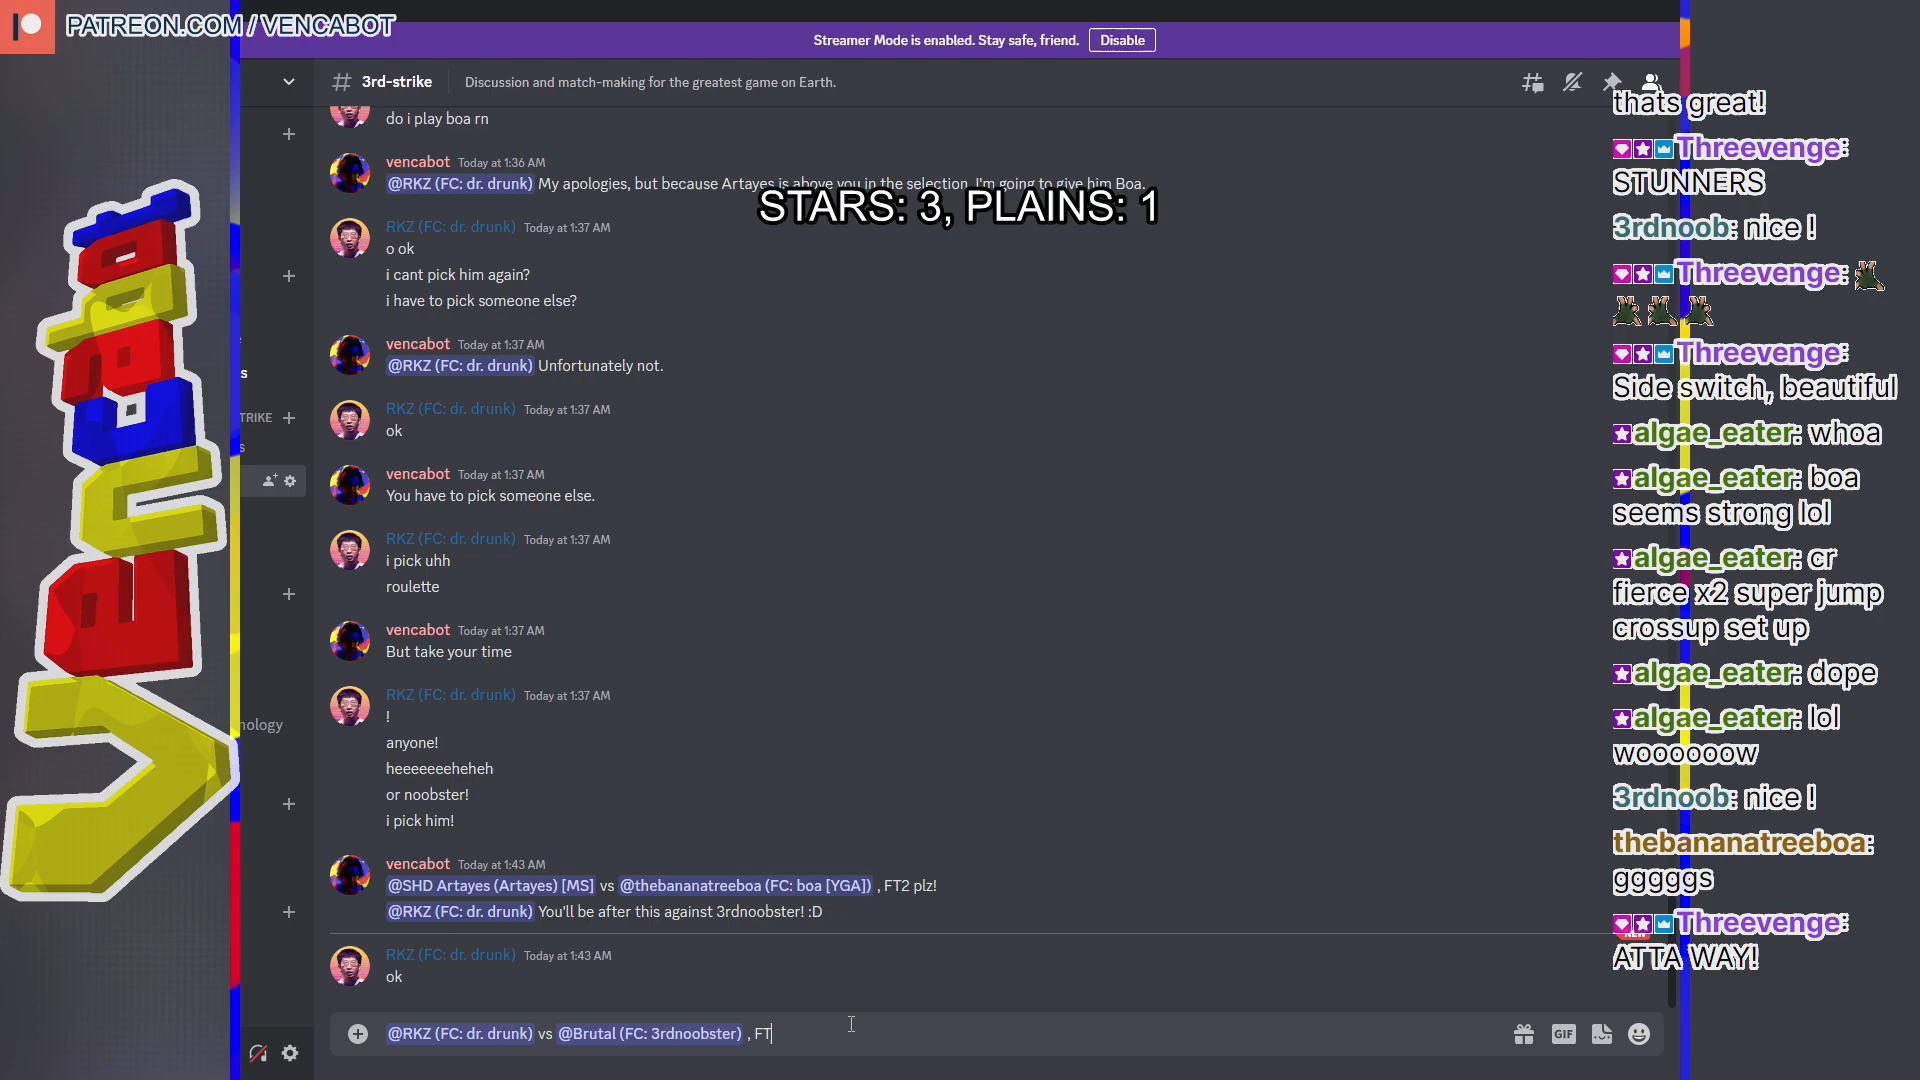 PATREON.COM / VENCABOT
Streamer Mode is enabled. Stay safe, friend.
Disable
3rd-strike
Discussion and match-making for the greatest game on Earth.
do i play boa rn
vencabot Today at 1:36 AM
@RKZ (FC: dr. drunk) My apologies, but because Artayes is above you in the selection, I'm going to give him Boa.
STARS: 3, PLAINS: 1
RKZ (FC: dr. drunk) Today at 1:37 AM
o ok
i cant pick him again?
i have to pick someone else?
vencabot Today at 1:37 AM
@RKZ (FC: dr. drunk) Unfortunately not.
RKZ (FC: dr. drunk) Today at 1:37 AM
ok
vencabot Today at 1:37 AM
You have to pick someone else.
RKZ (FC: dr. drunk) Today at 1:37 AM
i pick uhh
roulette
vencabot Today at 1:37 AM
But take your time
RKZ (FC: dr. drunk) Today at 1:37 AM
!
anyone!
heeeeeeeheheh
or noobster!
i pick him!
vencabot Today at 1:43 AM
@SHD Artayes (Artayes) [MS] vs @thebananatreeboa (FC: boa [YGA]) , FT2 plz!
@RKZ (FC: dr. drunk) You'll be after this against 3rdnoobster! :D
RKZ (FC: dr. drunk) Today at 1:43 AM
ok
@RKZ (FC: dr. drunk) vs @Brutal (FC: 3rdnoobster) , FT
GIF
s
TRIKE
s
nology
Vencabot
thats great!
Threevenge:
STUNNERS
3rdnoob: nice !
Threevenge:
Threevenge:
Side switch, beautiful
algae_eater: whoa
algae_eater: boa
seems strong lol
algae_eater: cr
fierce x2 super jump
crossup set up
algae_eater: dope
algae_eater: lol
woooooow
3rdnoob: nice !
thebananatreeboa:
gggggs
Threevenge:
NEW
ATTA WAY!